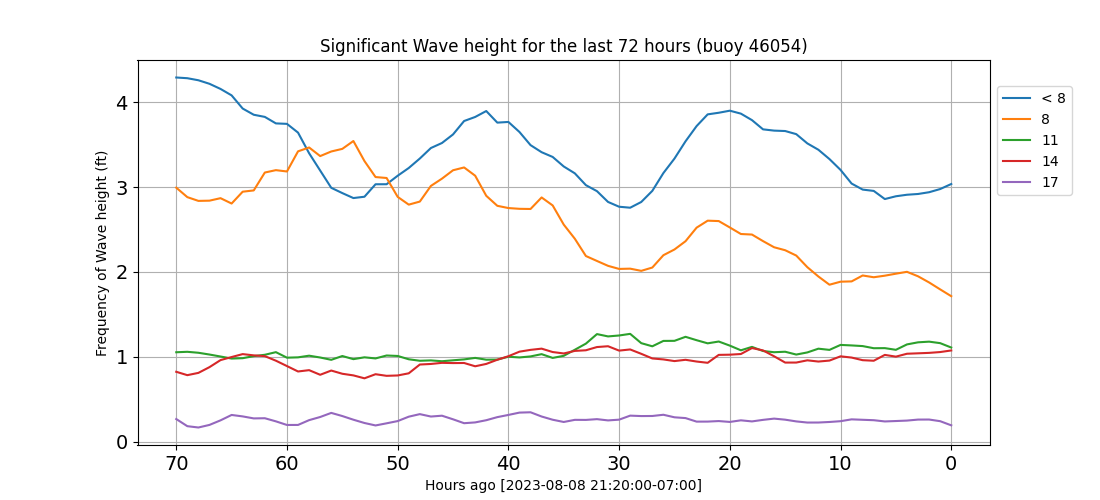 Significant Wave height for the last 72 hours (buoy 46054)
Frequency of Wave height (ft)
4
3
2
1
0
70 60 50 40 30 20 10 0
Hours ago [2023-08-08 21:20:00-07:00]
< 8
8
11
14
17